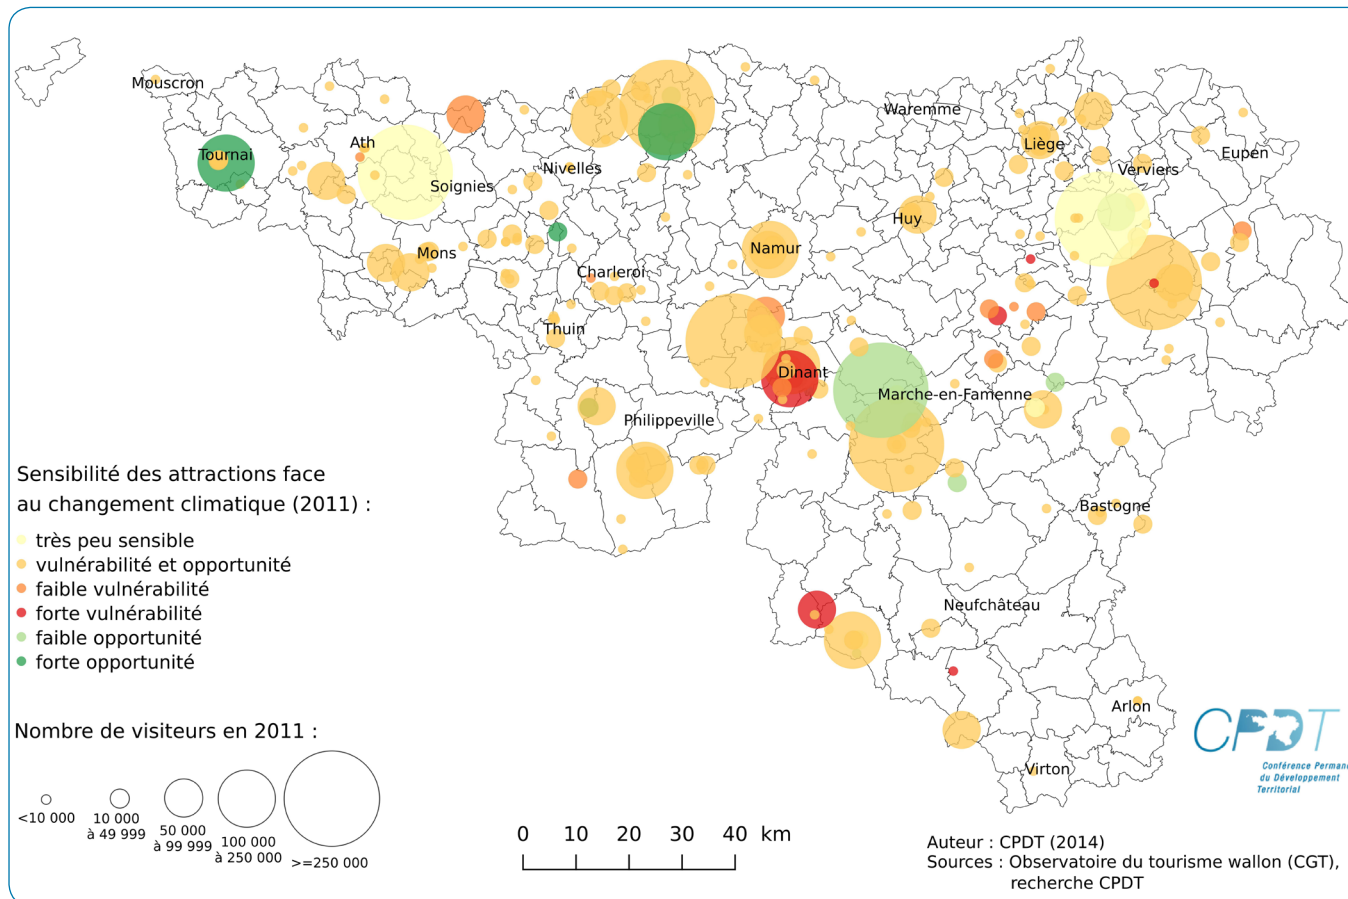 Mouscron
Waremme
Tournai
Ath
Liège
Eupen
Nivelles
Verviers
Soignies
Huy
Mons
Namur
Charleroi
Thuin
Dinant
Marche-en-Famenne
Philippeville
Bastogne
Neufchâteau
Arlon
Virton
Sensibilité des attractions face
au changement climatique (2011) :
très peu sensible
vulnérabilité et opportunité
faible vulnérabilité
forte vulnérabilité
faible opportunité
forte opportunité
Nombre de visiteurs en 2011 :
<10 000
10 000
à 49 999
50 000
à 99 999
100 000
à 250 000
>=250 000
0 10 20 30 40 km
CPDT
Conférence Perman
du Développement
Territorial
Auteur : CPDT (2014)
Sources : Observatoire du tourisme wallon (CGT),
recherche CPDT